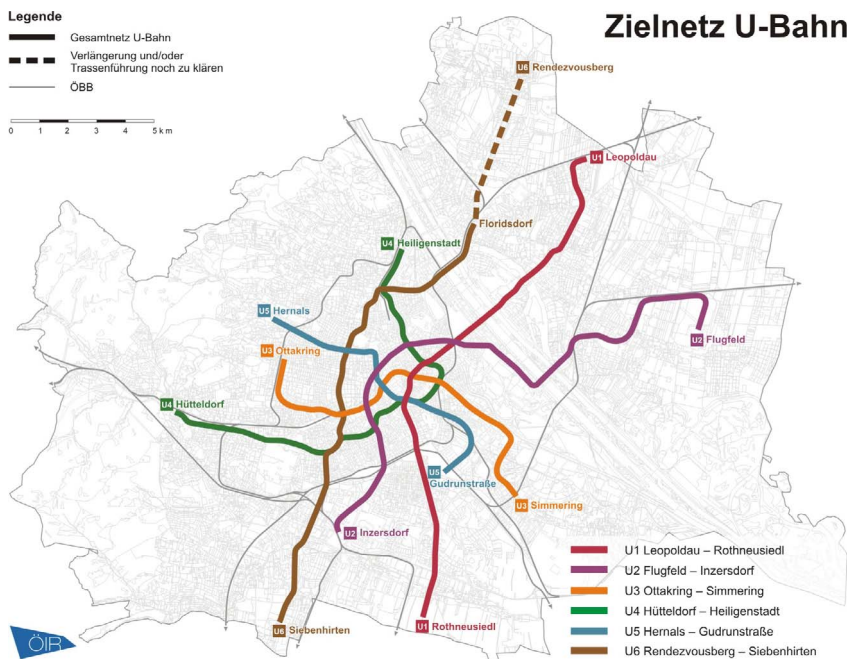 Legende
Zielnetz U-Bahn
Gesamtnetz U-Bahn
Verlängerung und/oder
Trassenführung noch zu klären
ÖBB
0 1 2 3 4 5 km
U6 Rendezvousberg
U1 Leopoldau
Floridsdorf
U4 Heiligenstadt
U5 Hernals
U2 Flugfeld
U3 Ottakring
U4 Hütteldorf
U5
Gudrunstraße
U3 Simmering
U2 Inzersdorf
U6 Siebenhirten
U1 Rothneusiedl
U1 Leopoldau – Rothneusiedl
U2 Flugfeld – Inzersdorf
U3 Ottakring – Simmering
U4 Hütteldorf – Heiligenstadt
U5 Hernals – Gudrunstraße
U6 Rendezvousberg – Siebenhirten
ÖIR